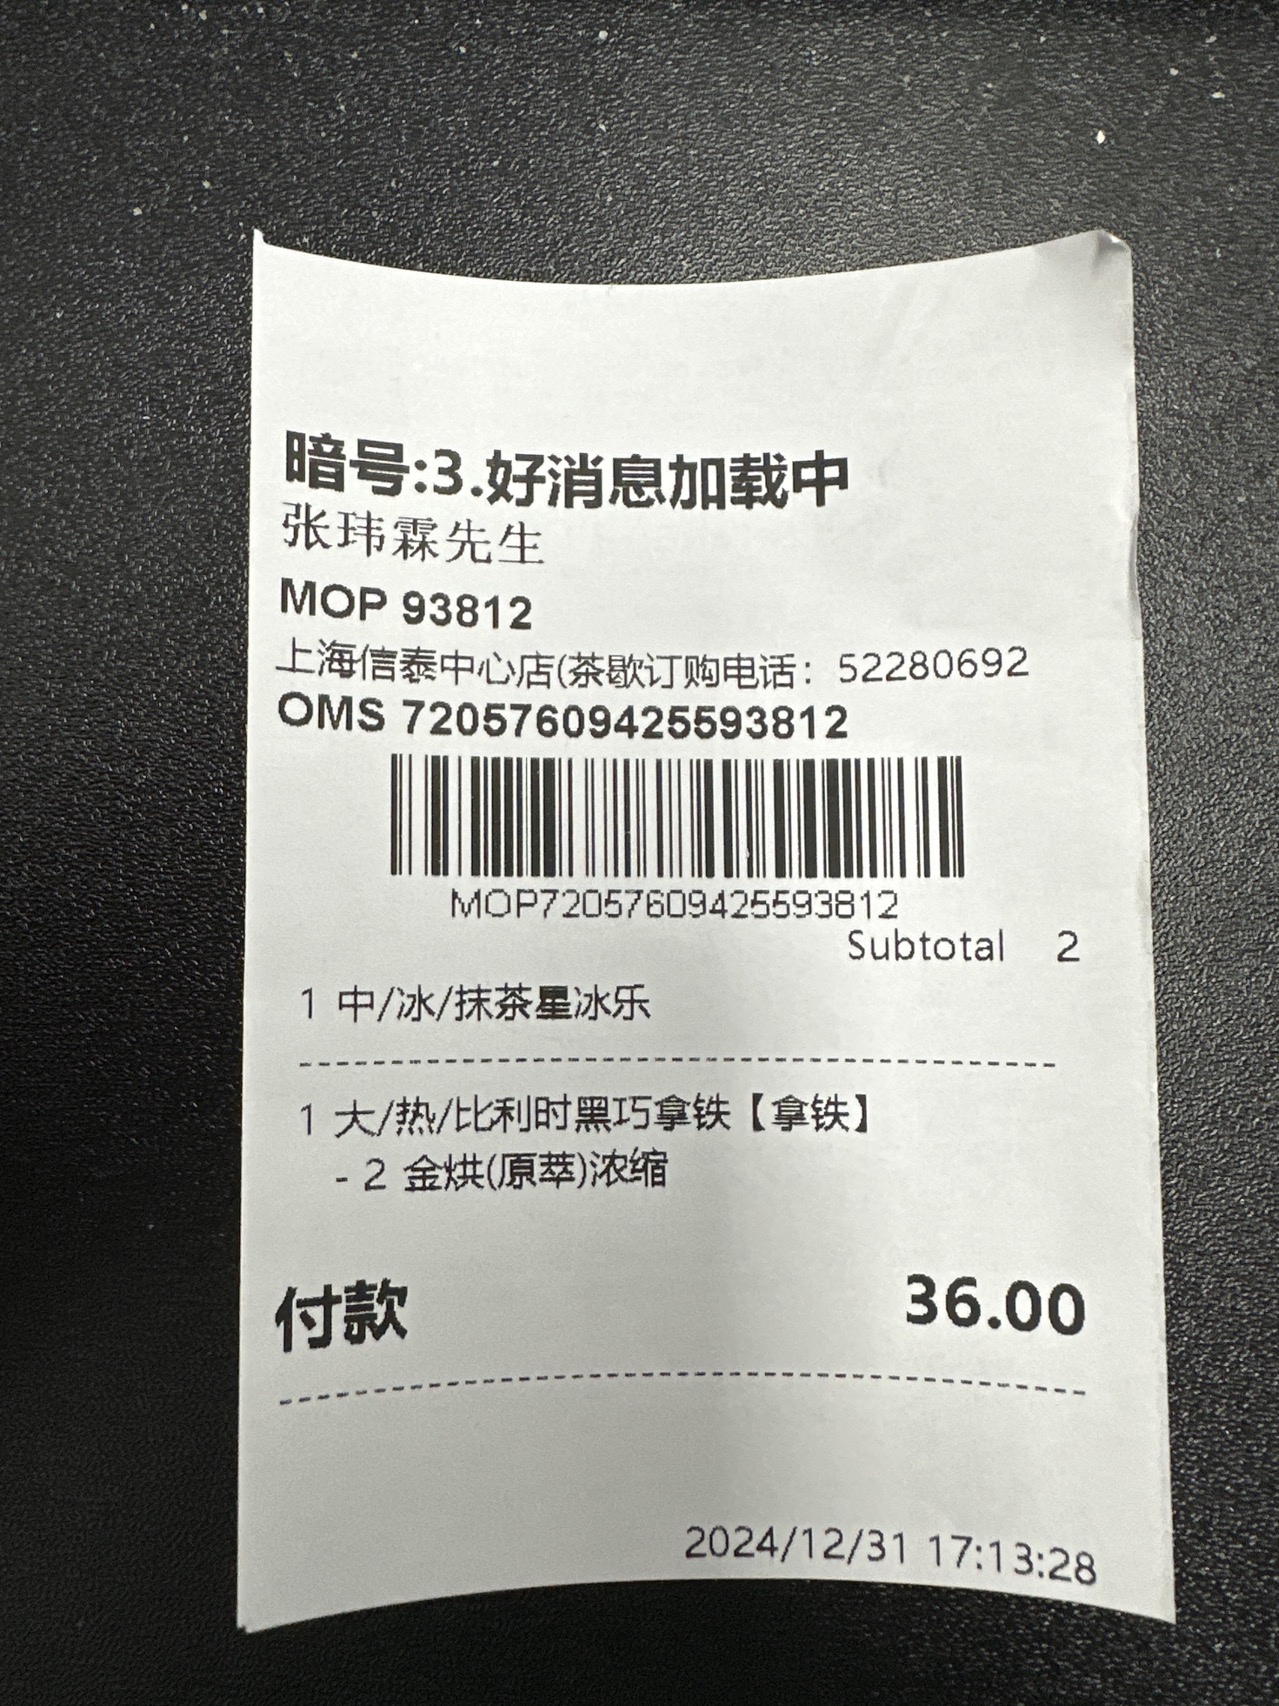 暗号:3.好消息加载中
张玮霖先生
MOP 93812
上海信泰中心店(茶歇订购电话：52280692
OMS 72057609425593812
MOP72057609425593812
Subtotal 2
1 中/冰/抹茶星冰乐
1 大/热/比利时黑巧拿铁【拿铁】
- 2 金烘(原萃)浓缩
付款 36.00
2024/12/31 17:13:28